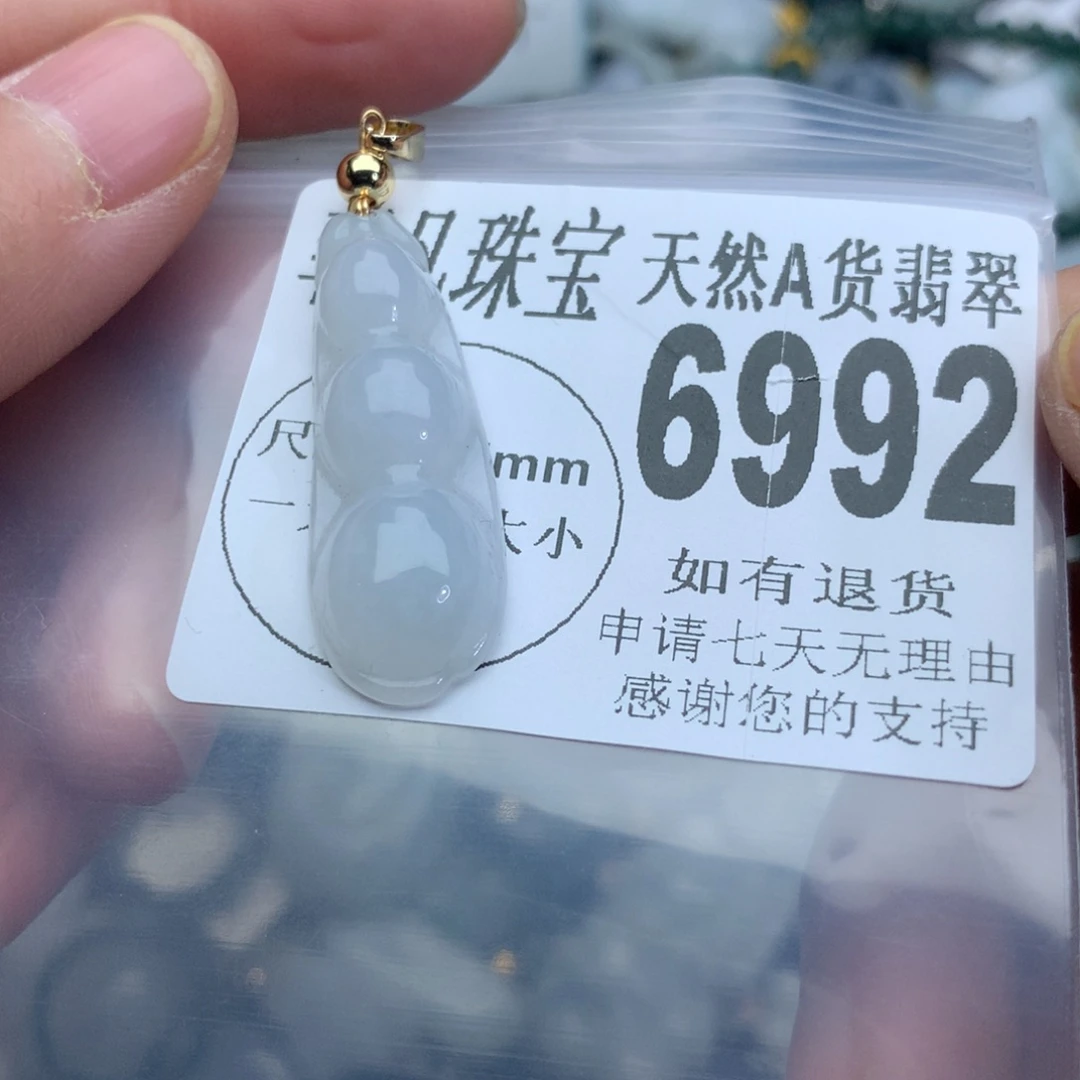 珠宝 天然A货翡翠
6992
尺 mm
一 大小
如有退货
申请七天无理由
感谢您的支持